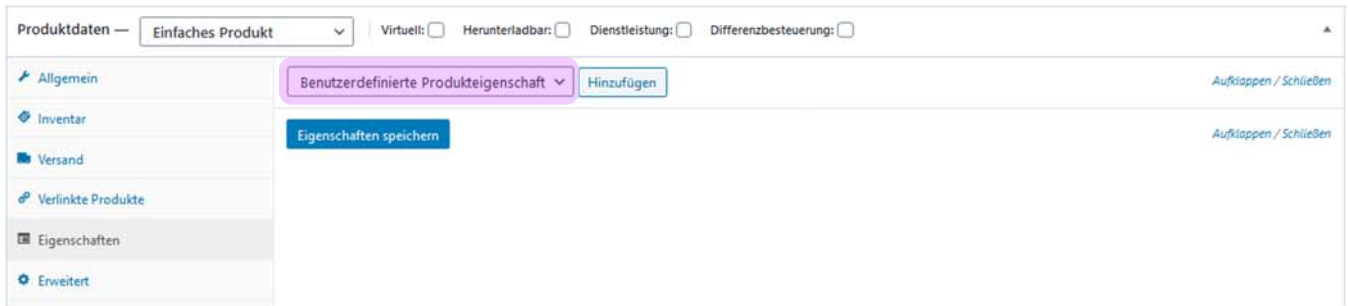 Produktdaten — Einfaches Produkt Virtuell: Herunterladbar: Dienstleistung: Differenzbesteuerung:
Allgemein
Benutzerdefinierte Produkteigenschaft Hinzufügen Aufklappen / Schließen
Inventar
Eigenschaften speichern Aufklappen / Schließen
Versand
Verlinkte Produkte
Eigenschaften
Erweitert